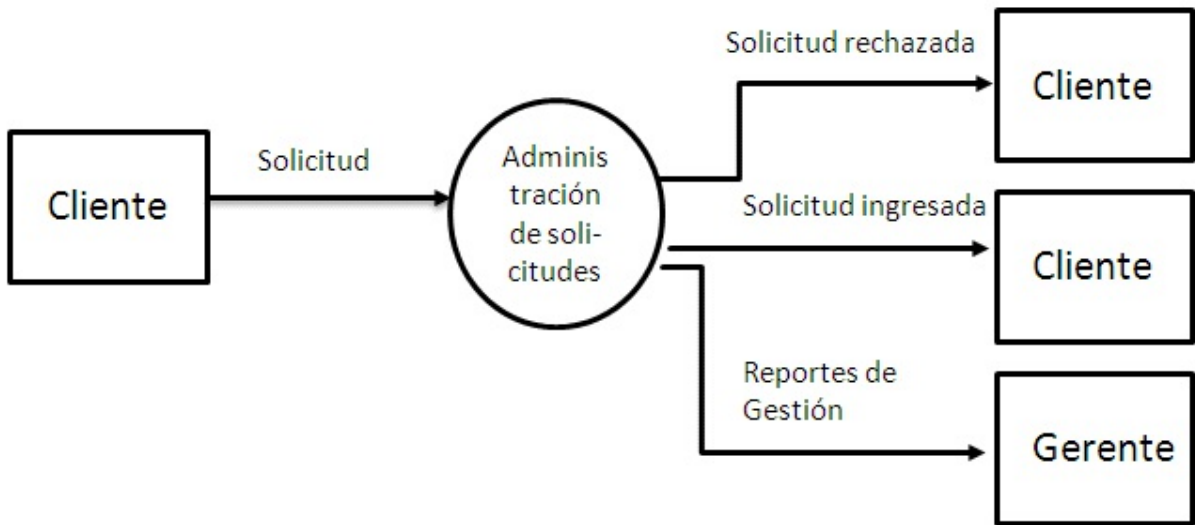 Cliente
Solicitud
Adminis
tración
de soli-
citudes
Solicitud rechazada
Cliente
Solicitud ingresada
Cliente
Reportes de
Gestión
Gerente